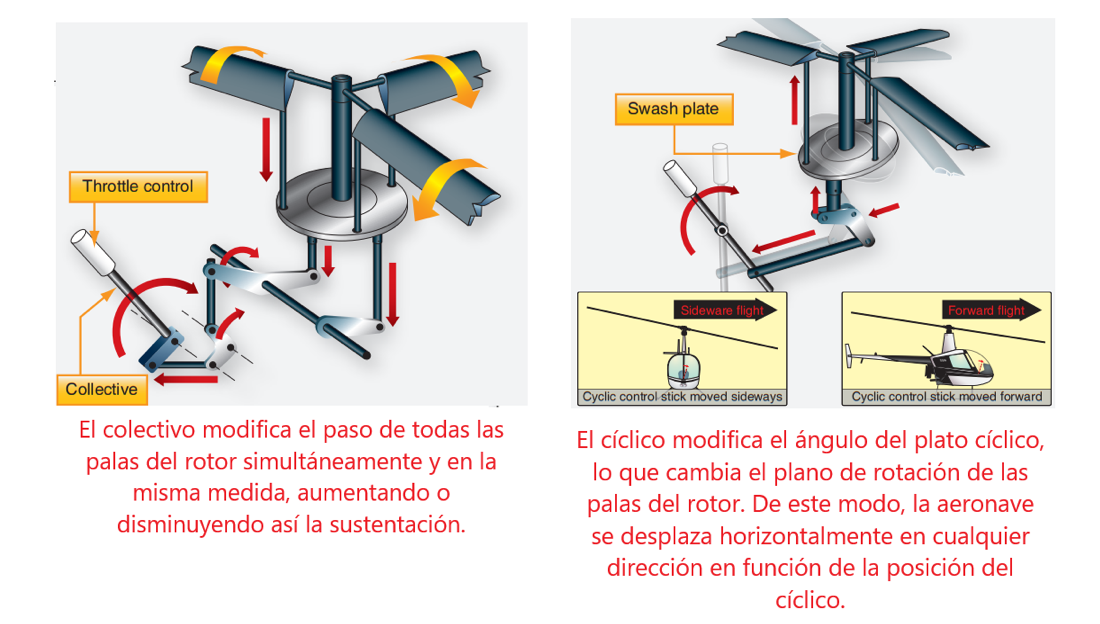 Throttle control
Collective
El colectivo modifica el paso de todas las
palas del rotor simultáneamente y en la
misma medida, aumentando o
disminuyendo así la sustentación.
Swash plate
Sideware flight
Cyclic control stick moved sideways
Forward flight
Cyclic control stick moved forward
El cíclico modifica el ángulo del plato cíclico,
lo que cambia el plano de rotación de las
palas del rotor. De este modo, la aeronave
se desplaza horizontalmente en cualquier
dirección en función de la posición del
cíclico.